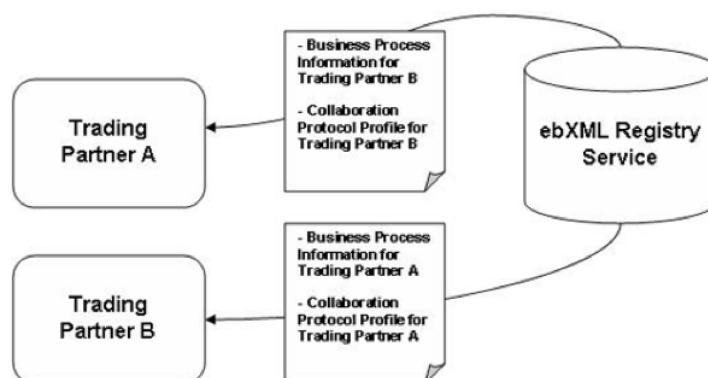 - Business Process
Information for
Trading Partner B
- Collaboration
Protocol Profile for
Trading Partner B
Trading
Partner A
ebXML Registry
Service
- Business Process
Information for
Trading Partner A
- Collaboration
Protocol Profile for
Trading Partner A
Trading
Partner B